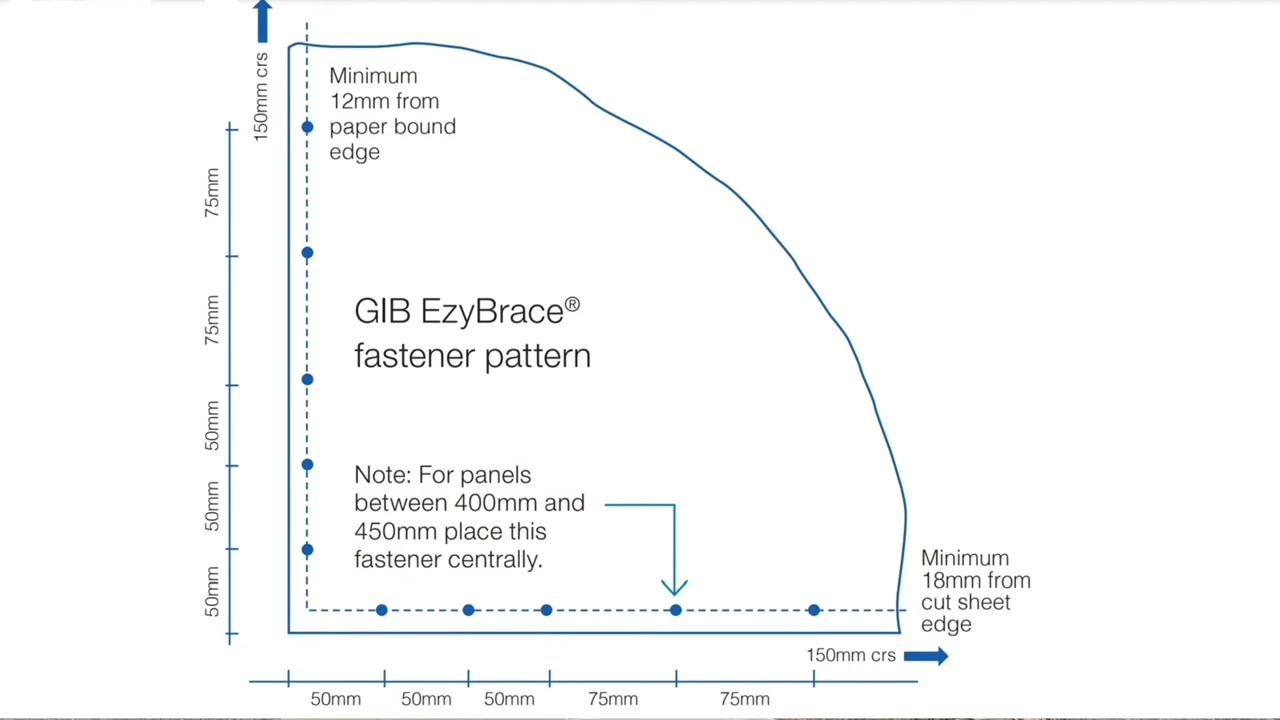 150mm crs
Minimum
12mm from
paper bound
edge
75mm
75mm
50mm
50mm
50mm
GIB EzyBrace®
fastener pattern
Note: For panels
between 400mm and
450mm place this
fastener centrally.
Minimum
18mm from
cut sheet
edge
150mm crs
50mm
50mm
50mm
75mm
75mm